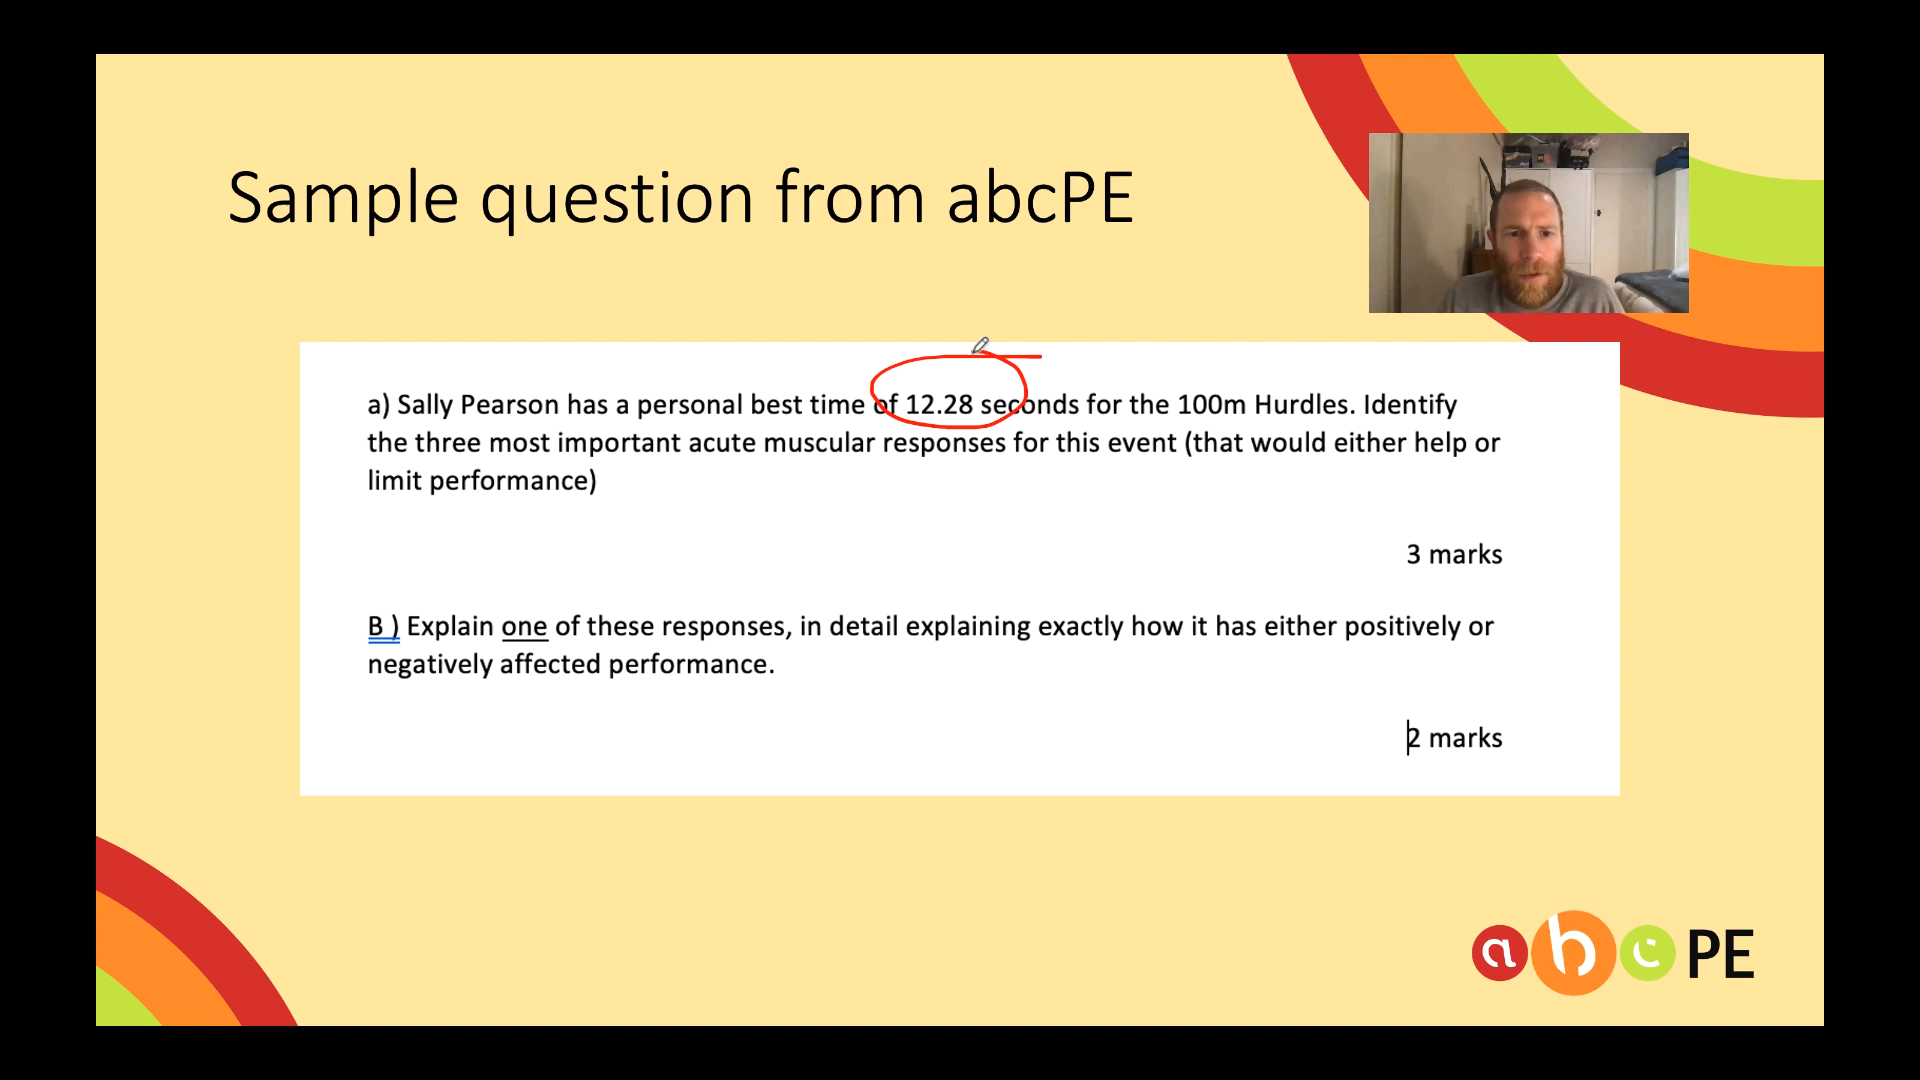 Sample question from abcPE
a) Sally Pearson has a personal best time of 12.28 seconds for the 100m Hurdles. Identify
the three most important acute muscular responses for this event (that would either help or
limit performance)
3 marks
B ) Explain one of these responses, in detail explaining exactly how it has either positively or
negatively affected performance.
2 marks
abc PE